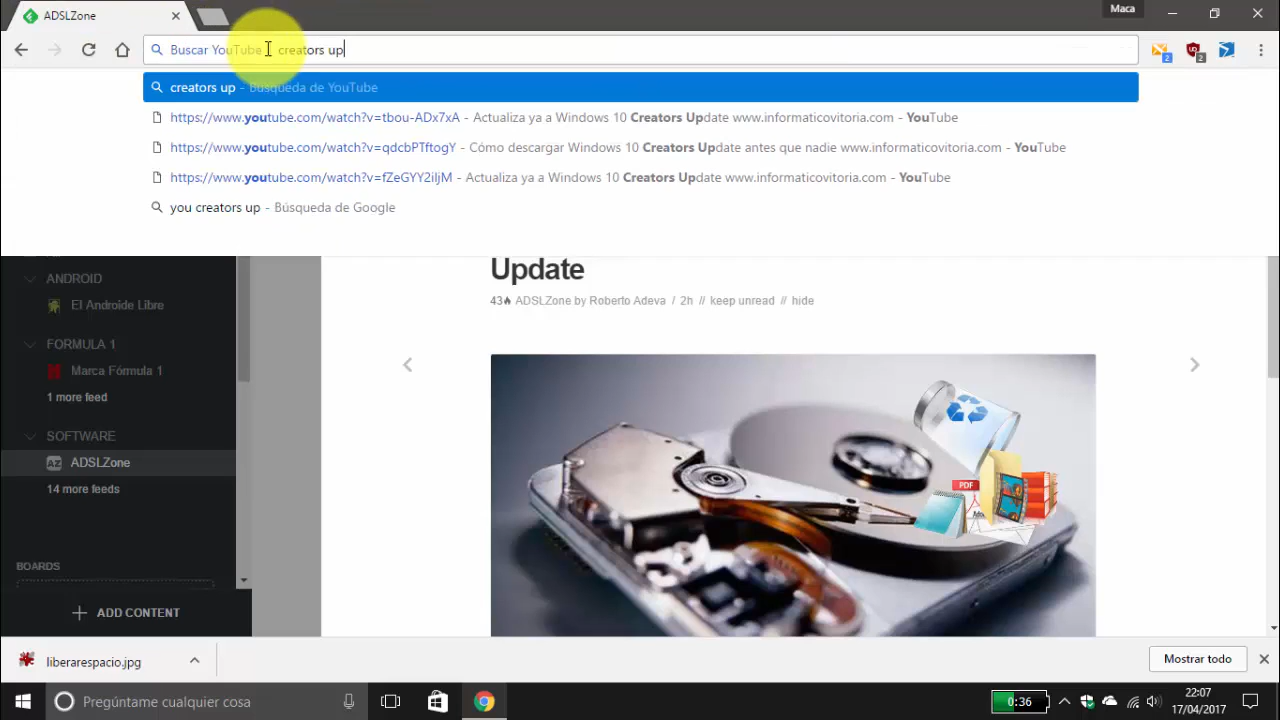 ADSLZone
Maca
Buscar YouTube creators up
2
2
creators up - Búsqueda de YouTube
https://www.youtube.com/watch?v=tbou-ADx7xA - Actualiza ya a Windows 10 Creators Update www.informaticovitoria.com - YouTube
https://www.youtube.com/watch?v=qdcbPTftogY - Cómo descargar Windows 10 Creators Update antes que nadie www.informaticovitoria.com - YouTube
https://www.youtube.com/watch?v=fZeGYY2iIjM - Actualiza ya a Windows 10 Creators Update www.informaticovitoria.com - YouTube
you creators up - Búsqueda de Google
ANDROID
El Androide Libre
FORMULA 1
Marca Fórmula 1
1 more feed
SOFTWARE
ADSLZone
14 more feeds
BOARDS
ADD CONTENT
Update
43 ADSLZone by Roberto Adeva / 2h // keep unread // hide
PDF
liberarespacio.jpg
Mostrar todo
Pregúntame cualquier cosa
0:36
22:07
17/04/2017